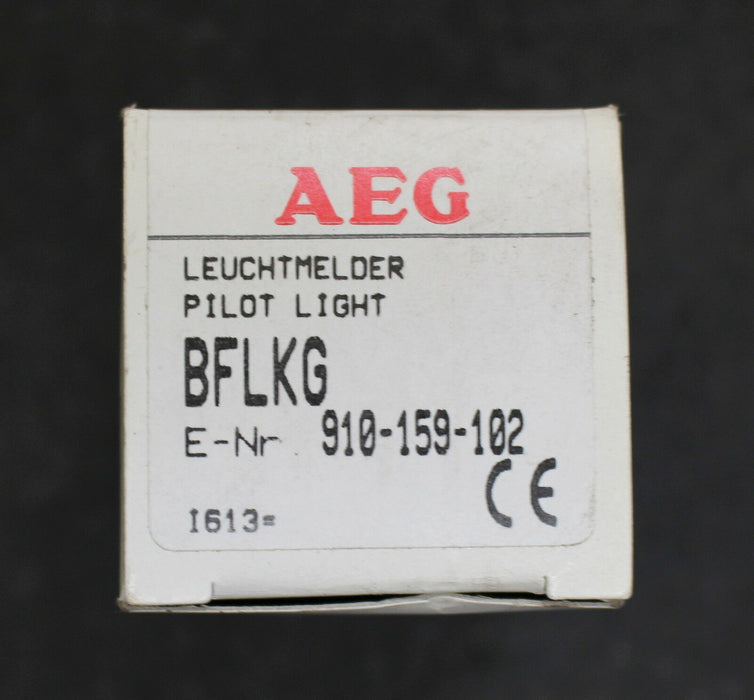 AEG
LEUCHTMELDER
PILOT LIGHT
BFLKG
E-Nr. 910-159-102
CE
I613=